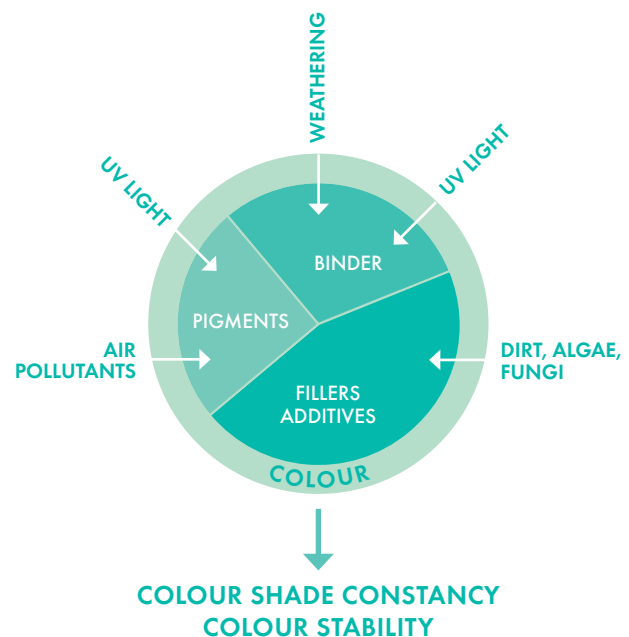 WEATHERING
UV LIGHT
UV LIGHT
BINDER
PIGMENTS
AIR
POLLUTANTS
DIRT, ALGAE,
FUNGI
FILLERS
ADDITIVES
COLOUR
COLOUR SHADE CONSTANCY
COLOUR STABILITY